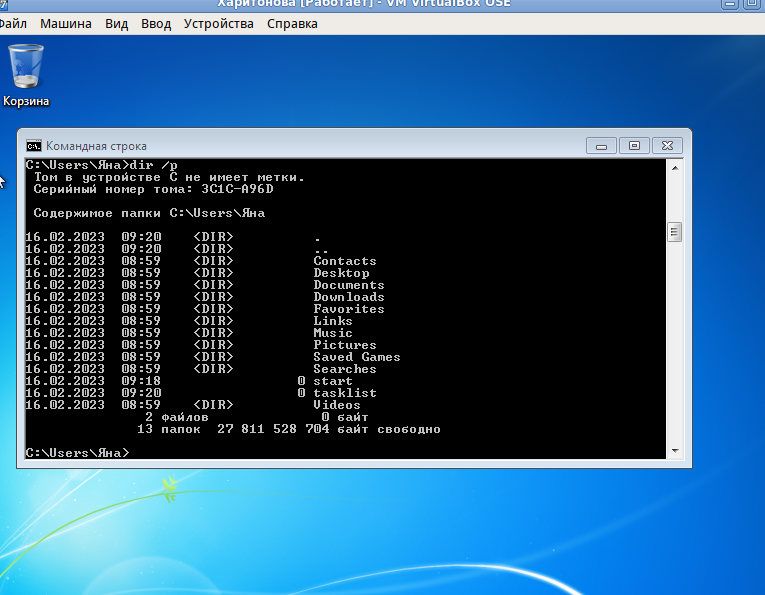 Харитонова [Работает] - VM VirtualBox OSE
Файл Машина Вид Ввод Устройства Справка
Корзина
Командная строка
C:\Users\Яна>dir /p
Том в устройстве C не имеет метки.
Серийный номер тома: 3C1C-A96D
Содержимое папки C:\Users\Яна
16.02.2023 09:20 <DIR> .
16.02.2023 09:20 <DIR> ..
16.02.2023 08:59 <DIR> Contacts
16.02.2023 08:59 <DIR> Desktop
16.02.2023 08:59 <DIR> Documents
16.02.2023 08:59 <DIR> Downloads
16.02.2023 08:59 <DIR> Favorites
16.02.2023 08:59 <DIR> Links
16.02.2023 08:59 <DIR> Music
16.02.2023 08:59 <DIR> Pictures
16.02.2023 08:59 <DIR> Saved Games
16.02.2023 08:59 <DIR> Searches
16.02.2023 09:18 0 start
16.02.2023 09:20 0 tasklist
16.02.2023 08:59 <DIR> Videos
2 файлов 0 байт
13 папок 27 811 528 704 байт свободно
C:\Users\Яна>